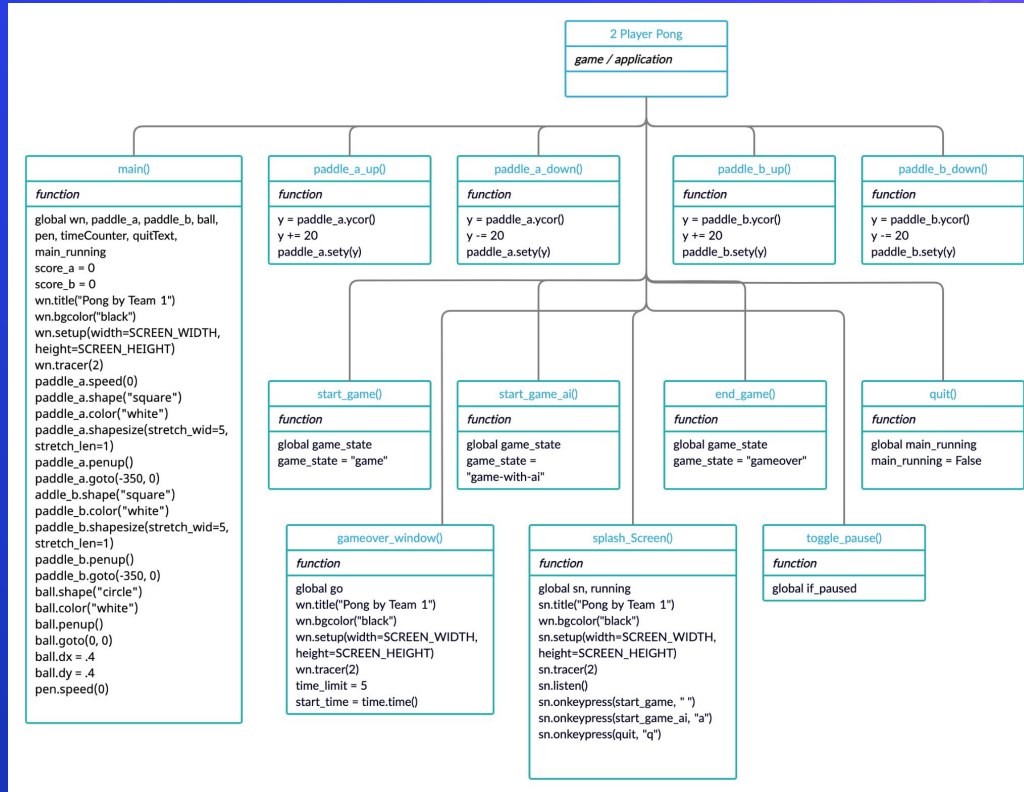 2 Player Pong
game / application
main()
function
global wn, paddle_a, paddle_b, ball,
pen, timeCounter, quitText,
main_running
score_a = 0
score_b = 0
wn.title("Pong by Team 1")
wn.bgcolor("black")
wn.setup(width=SCREEN_WIDTH,
height=SCREEN_HEIGHT)
wn.tracer(2)
paddle_a.speed(0)
paddle_a.shape("square")
paddle_a.color("white")
paddle_a.shapesize(stretch_wid=5,
stretch_len=1)
paddle_a.penup()
paddle_a.goto(-350, 0)
addle_b.shape("square")
paddle_b.color("white")
paddle_b.shapesize(stretch_wid=5,
stretch_len=1)
paddle_b.penup()
paddle_b.goto(-350, 0)
ball.shape("circle")
ball.color("white")
ball.penup()
ball.goto(0, 0)
ball.dx = .4
ball.dy = .4
pen.speed(0)
paddle_a_up()
function
y = paddle_a.ycor()
y += 20
paddle_a.sety(y)
paddle_a_down()
function
y = paddle_a.ycor()
y -= 20
paddle_a.sety(y)
paddle_b_up()
function
y = paddle_b.ycor()
y += 20
paddle_b.sety(y)
paddle_b_down()
function
y = paddle_b.ycor()
y -= 20
paddle_b.sety(y)
start_game()
function
global game_state
game_state = "game"
start_game_ai()
function
global game_state
game_state =
"game-with-ai"
end_game()
function
global game_state
game_state = "gameover"
quit()
function
global main_running
main_running = False
gameover_window()
function
global go
wn.title("Pong by Team 1")
wn.bgcolor("black")
wn.setup(width=SCREEN_WIDTH,
height=SCREEN_HEIGHT)
wn.tracer(2)
time_limit = 5
start_time = time.time()
splash_Screen()
function
global sn, running
sn.title("Pong by Team 1")
wn.bgcolor("black")
sn.setup(width=SCREEN_WIDTH,
height=SCREEN_HEIGHT)
sn.tracer(2)
sn.listen()
sn.onkeypress(start_game, " ")
sn.onkeypress(start_game_ai, "a")
sn.onkeypress(quit, "q")
toggle_pause()
function
global if_paused